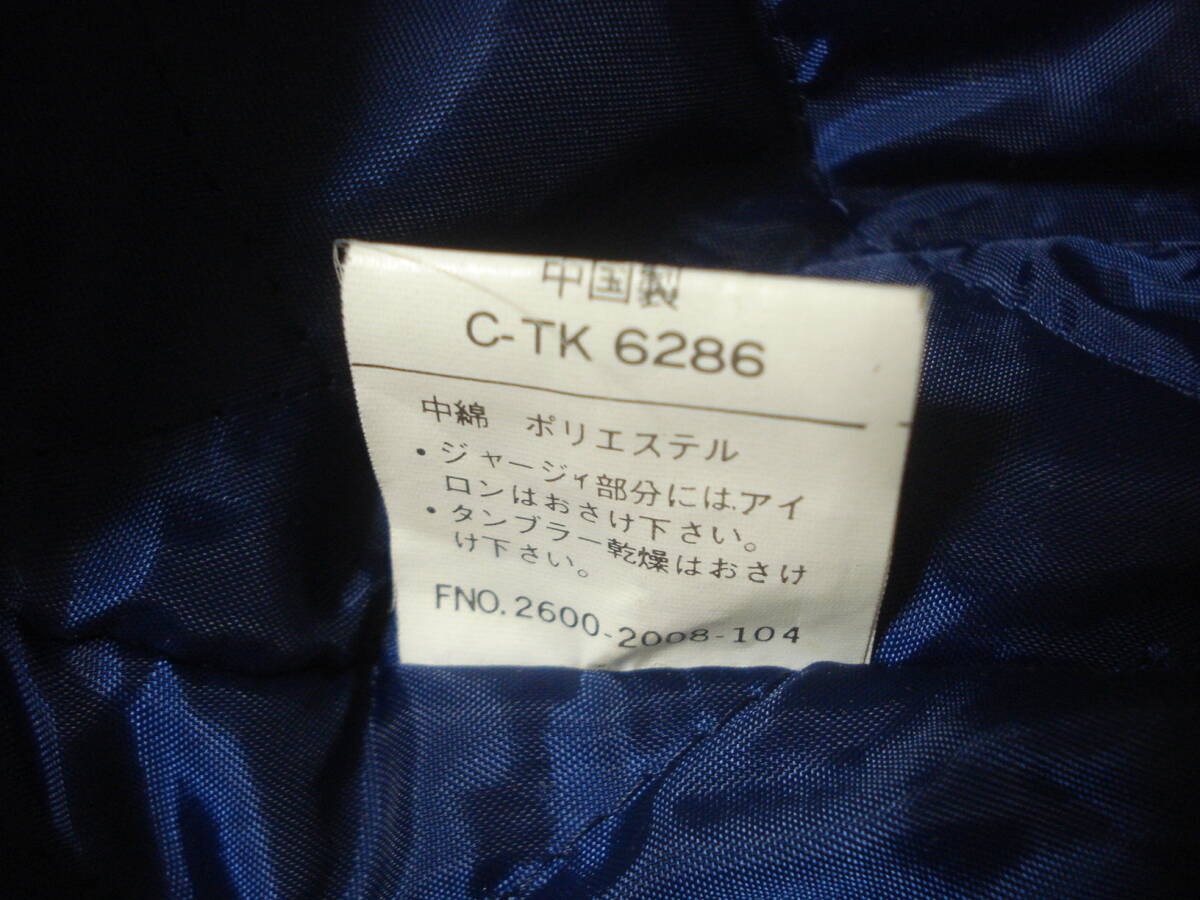 中国製
C-TK 6286
中綿 ポリエステル
・ジャージィ部分にはアイ
ロンはおさけ下さい。
・タンブラー乾燥はおさけ
け下さい。
FNO.2600-2008-104